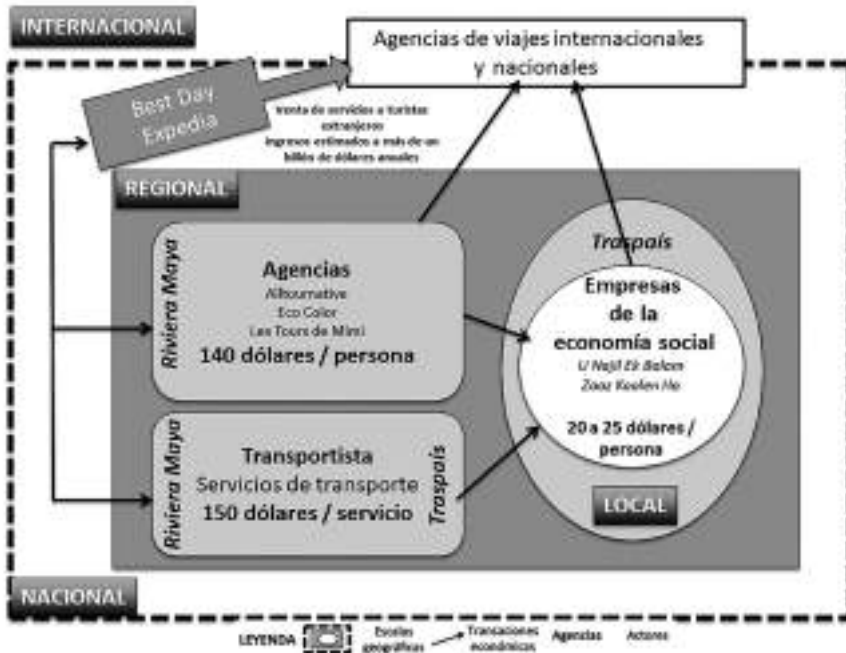 INTERNACIONAL
Agencias de viajes internacionales
y nacionales
Best Day
Expedia
venta de servicios a turistas
extranjeros
ingresos estimados a más de un
billón de dólares anuales
REGIONAL
Riviera Maya
Agencias
Alltournative
Eco Color
Les Tours de Mimi
140 dólares / persona
Traspaís
Empresas
de la
economía social
U Najil Ek Balam
Zaaz Koolen Ha
20 a 25 dólares /
persona
LOCAL
Riviera Maya
Transportista
Servicios de transporte
150 dólares / servicio
Traspaís
NACIONAL
LEYENDA
Escalas
geográficas
Transaciones
económicas
Agencias
Actores